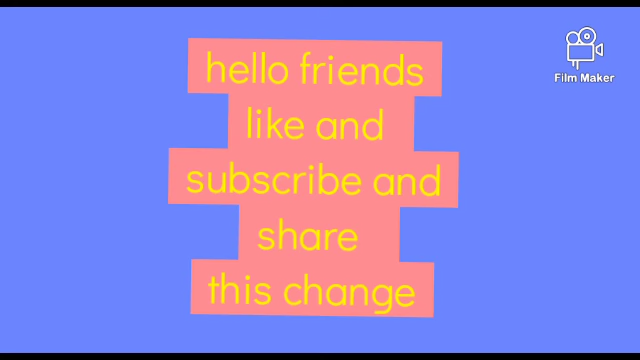 hello friends
like and
subscribe and
share
this change
Film Maker